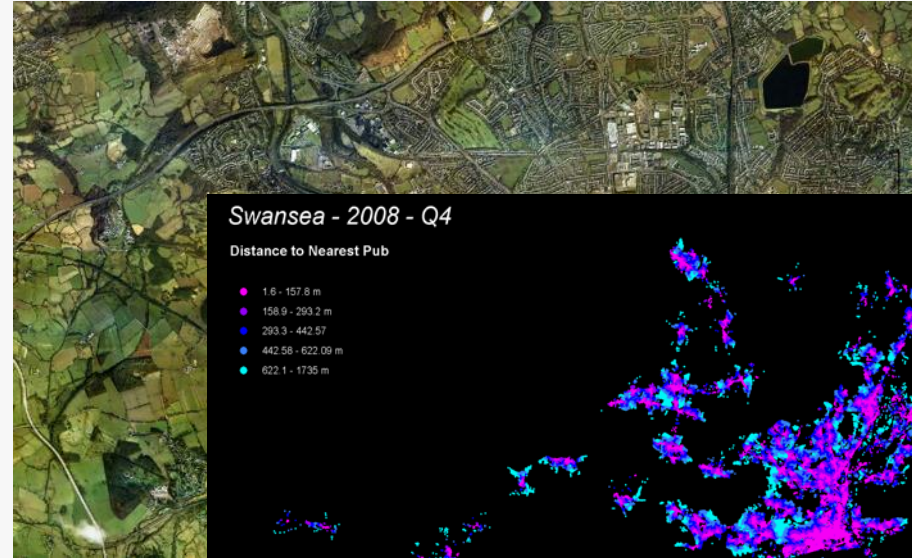 Swansea - 2008 - Q4
Distance to Nearest Pub
1.6 - 157.8 m
158.9 - 293.2 m
293.3 - 442.57
442.58 - 622.09 m
622.1 - 1735 m